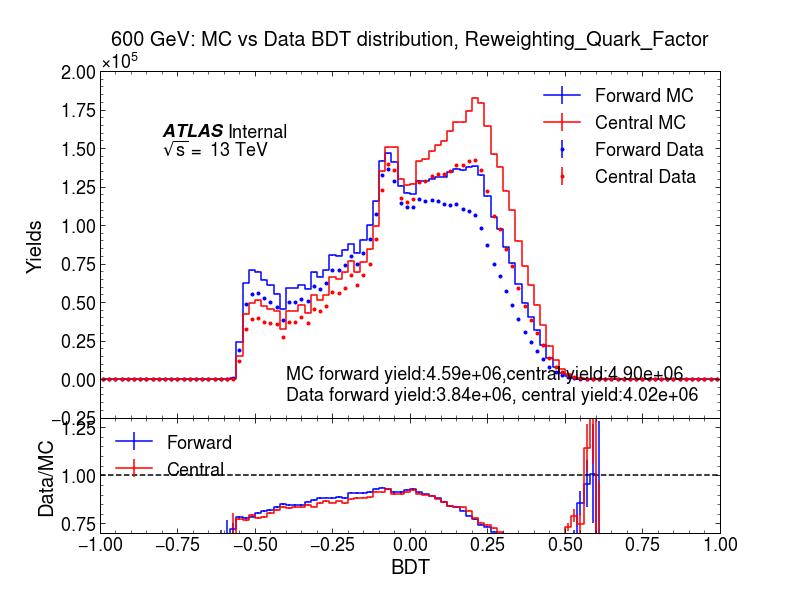 600 GeV: MC vs Data BDT distribution, Reweighting_Quark_Factor
×10⁵
2.00
1.75
1.50
1.25
1.00
0.75
0.50
0.25
0.00
−0.25
Yields
ATLAS Internal
√s = 13 TeV
Forward MC
Central MC
Forward Data
Central Data
MC forward yield:4.59e+06,central yield:4.90e+06
Data forward yield:3.84e+06, central yield:4.02e+06
1.25
1.00
0.75
Data/MC
Forward
Central
−1.00 −0.75 −0.50 −0.25 0.00 0.25 0.50 0.75 1.00
BDT